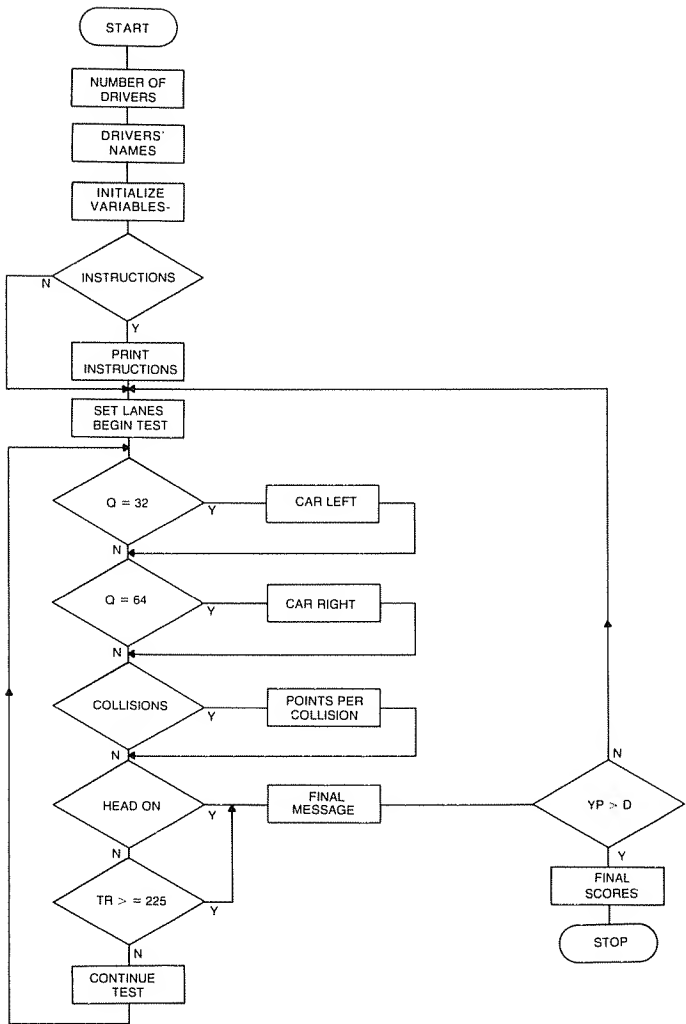 START
NUMBER OF
DRIVERS
DRIVERS'
NAMES
INITIALIZE
VARIABLES-
INSTRUCTIONS
N
Y
PRINT
INSTRUCTIONS
SET LANES
BEGIN TEST
Q = 32
Y
CAR LEFT
N
Q = 64
Y
CAR RIGHT
N
COLLISIONS
Y
POINTS PER
COLLISION
N
HEAD ON
Y
FINAL
MESSAGE
YP > D
N
Y
N
TR > = 225
Y
FINAL
SCORES
N
STOP
CONTINUE
TEST